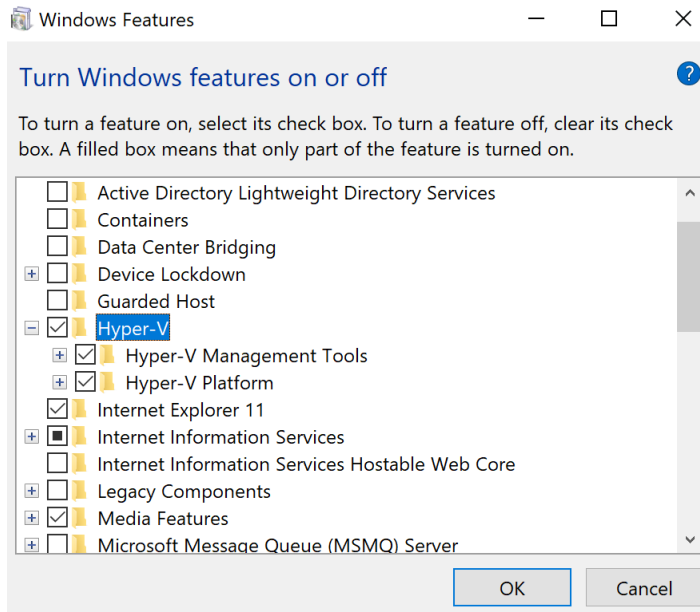 Windows Features
Turn Windows features on or off
?
To turn a feature on, select its check box. To turn a feature off, clear its check
box. A filled box means that only part of the feature is turned on.
Active Directory Lightweight Directory Services
Containers
Data Center Bridging
Device Lockdown
Guarded Host
Hyper-V
Hyper-V Management Tools
Hyper-V Platform
Internet Explorer 11
Internet Information Services
Internet Information Services Hostable Web Core
Legacy Components
Media Features
Microsoft Message Queue (MSMQ) Server
OK
Cancel